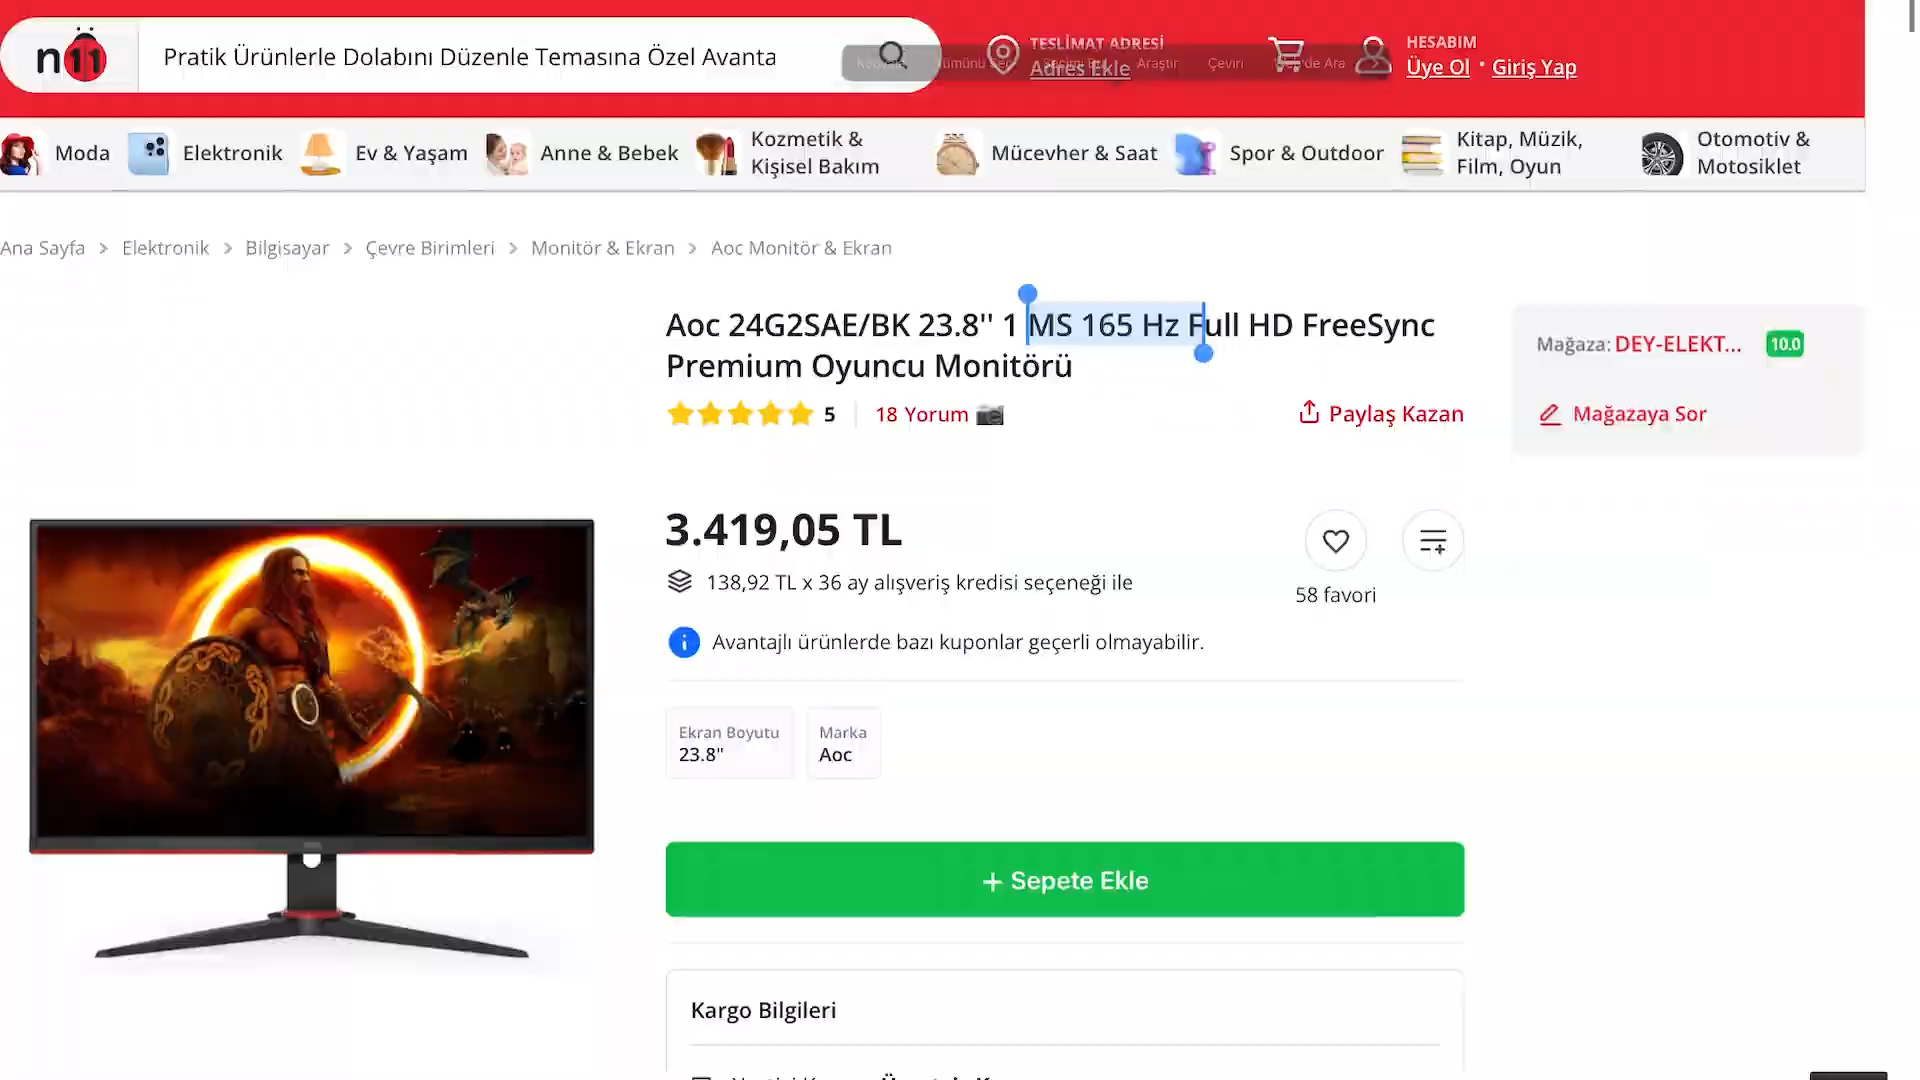 n11
Pratik Ürünlerle Dolabını Düzenle Temasına Özel Avanta
TESLİMAT ADRESİ
Adres Ekle
Araştır
Çeviri
HESABIM
Üye Ol · Giriş Yap
Moda
Elektronik
Ev & Yaşam
Anne & Bebek
Kozmetik &
Kişisel Bakım
Mücevher & Saat
Spor & Outdoor
Kitap, Müzik,
Film, Oyun
Otomotiv &
Motosiklet
Ana Sayfa > Elektronik > Bilgisayar > Çevre Birimleri > Monitör & Ekran > Aoc Monitör & Ekran
Aoc 24G2SAE/BK 23.8'' 1 MS 165 Hz Full HD FreeSync
Premium Oyuncu Monitörü
5
18 Yorum
Paylaş Kazan
Mağaza: DEY-ELEKT... 10.0
Mağazaya Sor
3.419,05 TL
138,92 TL x 36 ay alışveriş kredisi seçeneği ile
58 favori
Avantajlı ürünlerde bazı kuponlar geçerli olmayabilir.
Ekran Boyutu
23.8"
Marka
Aoc
+ Sepete Ekle
Kargo Bilgileri